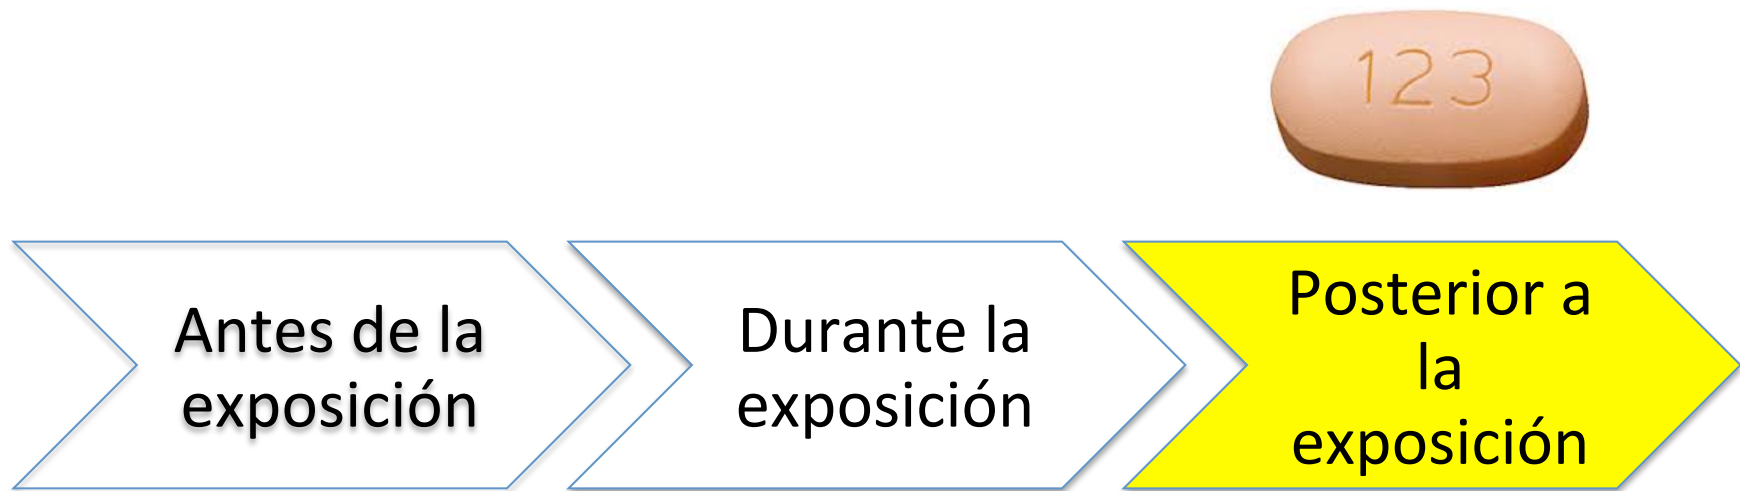 123
Antes de la
exposición
Durante la
exposición
Posterior a
la
exposición